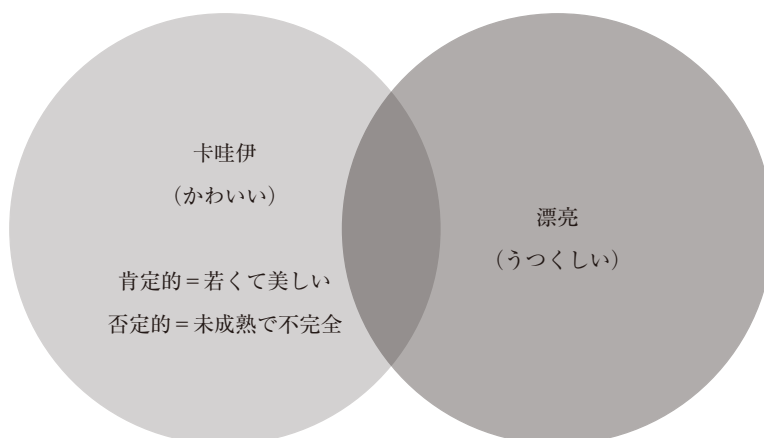 卡哇伊
（かわいい）
肯定的＝若くて美しい
否定的＝未成熟で不完全
漂亮
（うつくしい）